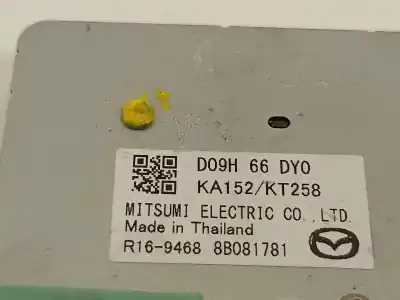 D09H 66 DY0
KA152/KT258
MITSUMI ELECTRIC CO.,LTD.
Made in Thailand
R16-9468 8B081781